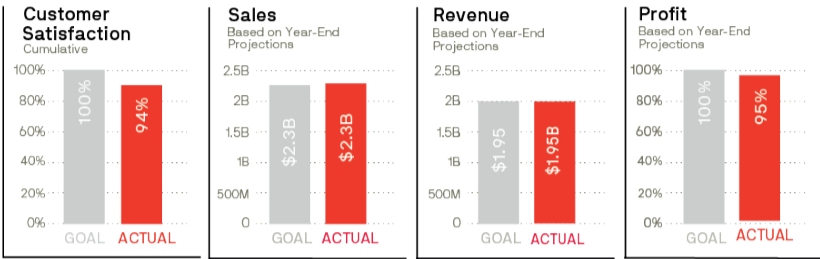 Customer
Satisfaction
Cumulative
100%
80%
60%
40%
20%
0%
100%
94%
GOAL ACTUAL
Sales
Based on Year-End
Projections
2.5B
2B
1.5B
1B
500M
0
$2.3B
$2.3B
GOAL ACTUAL
Revenue
Based on Year-End
Projections
2.5B
2B
1.5B
1B
500M
0
$1.95
$1.95B
GOAL ACTUAL
Profit
Based on Year-End
Projections
100%
80%
60%
40%
20%
0%
100%
95%
GOAL ACTUAL